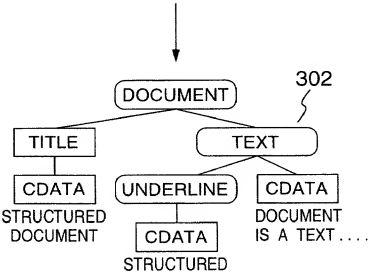 302
DOCUMENT
TITLE TEXT
CDATA UNDERLINE CDATA
STRUCTURED DOCUMENT
DOCUMENT CDATA IS A TEXT ....
STRUCTURED